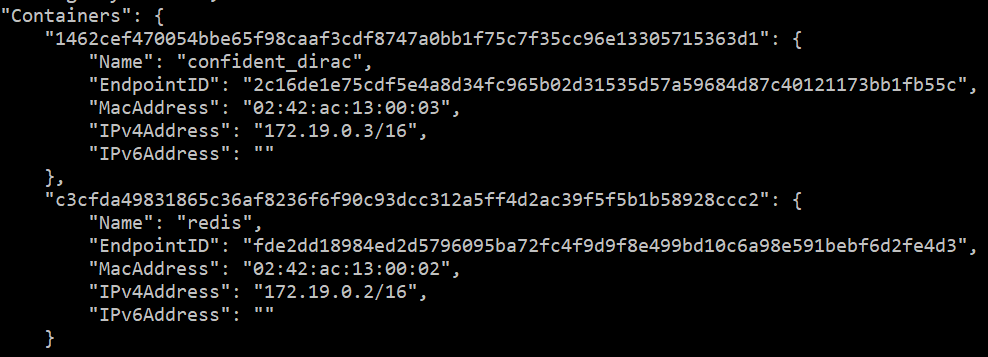 "Containers": {
"1462cef470054bbe65f98caaf3cdf8747a0bb1f75c7f35cc96e13305715363d1": {
"Name": "confident_dirac",
"EndpointID": "2c16de1e75cdf5e4a8d34fc965b02d31535d57a59684d87c40121173bb1fb55c",
"MacAddress": "02:42:ac:13:00:03",
"IPv4Address": "172.19.0.3/16",
"IPv6Address": ""
},
"c3cfda49831865c36af8236f6f90c93dcc312a5ff4d2ac39f5f5b1b58928ccc2": {
"Name": "redis",
"EndpointID": "fde2dd18984ed2d5796095ba72fc4f9d9f8e499bd10c6a98e591bebf6d2fe4d3",
"MacAddress": "02:42:ac:13:00:02",
"IPv4Address": "172.19.0.2/16",
"IPv6Address": ""
}